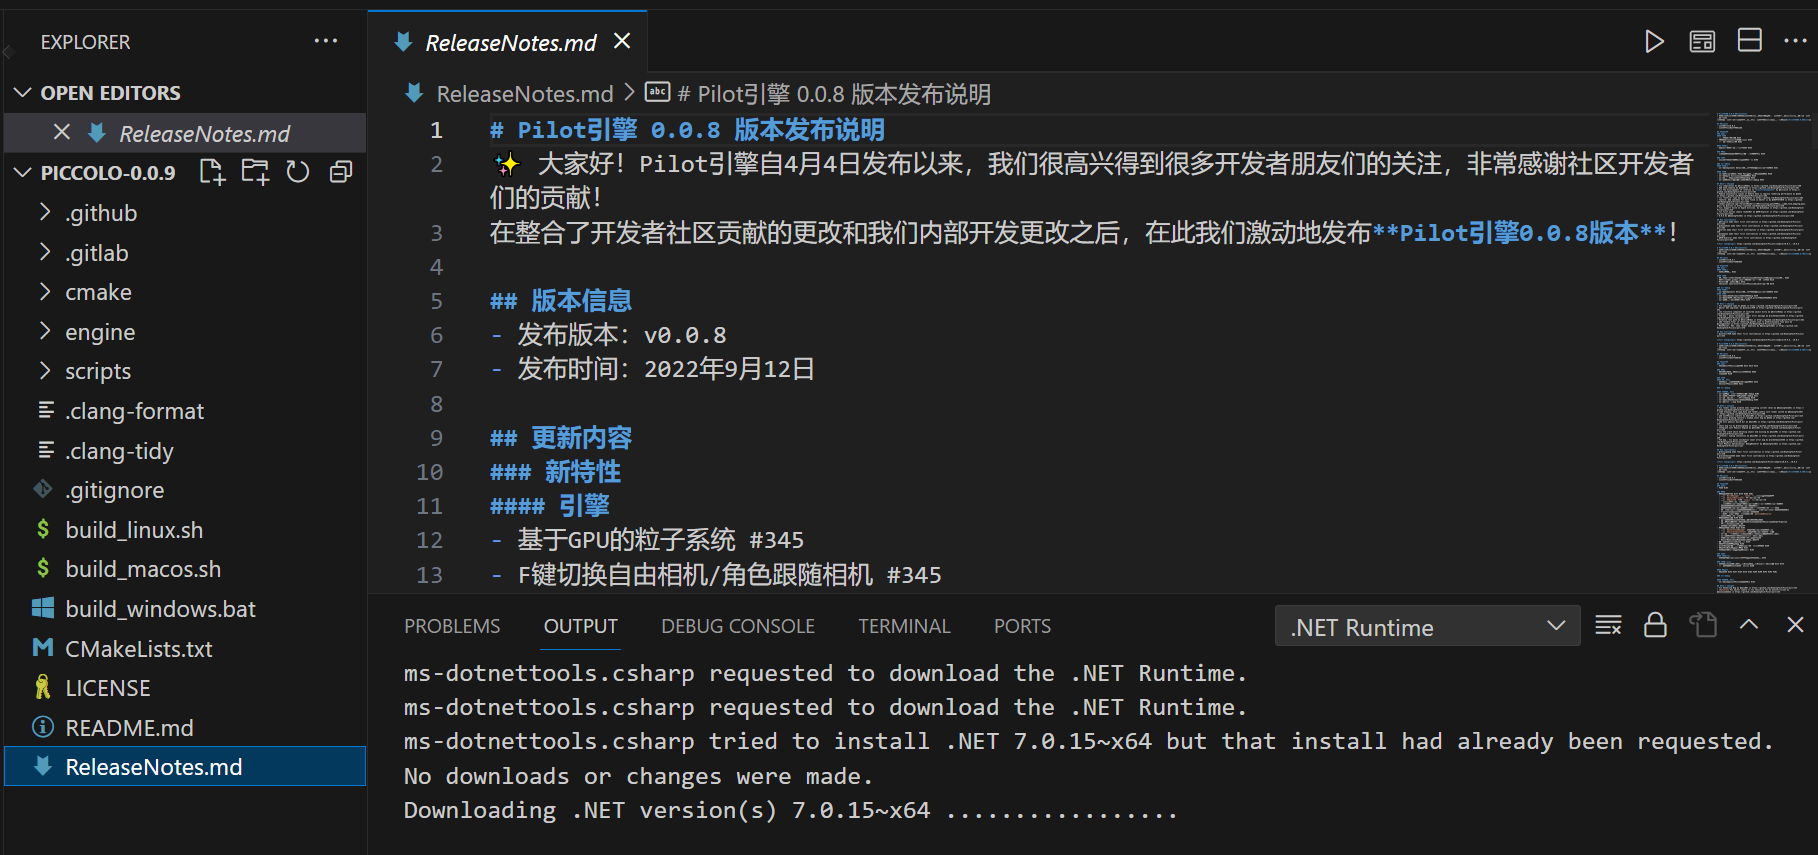 EXPLORER
OPEN EDITORS
ReleaseNotes.md
PICCOLO-0.0.9
.github
.gitlab
cmake
engine
scripts
.clang-format
.clang-tidy
.gitignore
build_linux.sh
build_macos.sh
build_windows.bat
CMakeLists.txt
LICENSE
README.md
ReleaseNotes.md
ReleaseNotes.md
ReleaseNotes.md > abc # Pilot引擎 0.0.8 版本发布说明
1 # Pilot引擎 0.0.8 版本发布说明
2 ✨ 大家好！Pilot引擎自4月4日发布以来，我们很高兴得到很多开发者朋友们的关注，非常感谢社区开发者
们的贡献！
3 在整合了开发者社区贡献的更改和我们内部开发更改之后，在此我们激动地发布**Pilot引擎0.0.8版本**！
4
5 ## 版本信息
6 - 发布版本：v0.0.8
7 - 发布时间：2022年9月12日
8
9 ## 更新内容
10 ### 新特性
11 #### 引擎
12 - 基于GPU的粒子系统 #345
13 - F键切换自由相机/角色跟随相机 #345
PROBLEMS OUTPUT DEBUG CONSOLE TERMINAL PORTS .NET Runtime
ms-dotnettools.csharp requested to download the .NET Runtime.
ms-dotnettools.csharp requested to download the .NET Runtime.
ms-dotnettools.csharp tried to install .NET 7.0.15~x64 but that install had already been requested.
No downloads or changes were made.
Downloading .NET version(s) 7.0.15~x64 .................